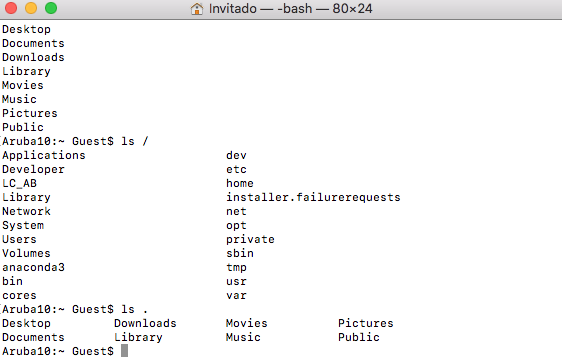 Invitado — -bash — 80×24
Desktop
Documents
Downloads
Library
Movies
Music
Pictures
Public
[Aruba10:~ Guest$ ls /
Applications dev
Developer etc
LC_AB home
Library installer.failurerequests
Network net
System opt
Users private
Volumes sbin
anaconda3 tmp
bin usr
cores var
[Aruba10:~ Guest$ ls .
Desktop Downloads Movies Pictures
Documents Library Music Public
Aruba10:~ Guest$